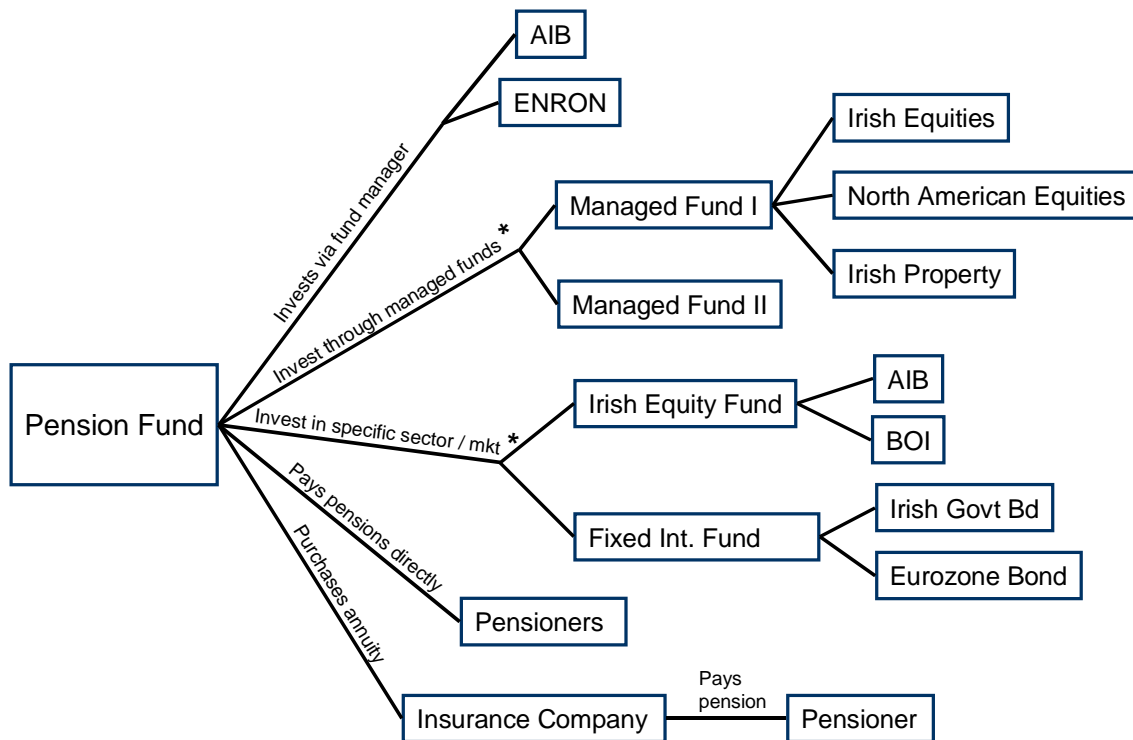 AIB
ENRON
Invests via fund manager
Irish Equities
Managed Fund I
North American Equities
Invest through managed funds *
Irish Property
Managed Fund II
Pension Fund
AIB
Irish Equity Fund
Invest in specific sector / mkt *
BOI
Irish Govt Bd
Fixed Int. Fund
Eurozone Bond
Pays pensions directly
Pensioners
Purchases annuity
Pays
pension
Insurance Company
Pensioner